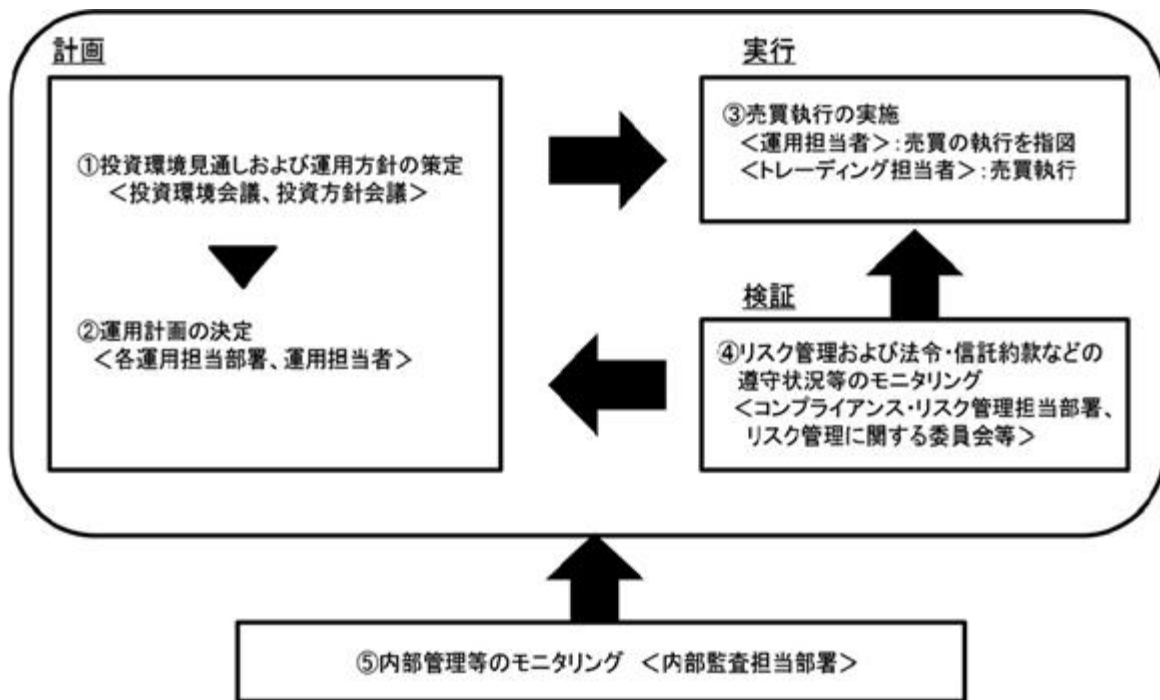 計画
①投資環境見通しおよび運用方針の策定
<投資環境会議、投資方針会議>
②運用計画の決定
<各運用担当部署、運用担当者>
実行
③売買執行の実施
<運用担当者>:売買の執行を指図
<トレーディング担当者>:売買執行
検証
④リスク管理および法令・信託約款などの
遵守状況等のモニタリング
<コンプライアンス・リスク管理担当部署、
リスク管理に関する委員会等>
⑤内部管理等のモニタリング <内部監査担当部署>